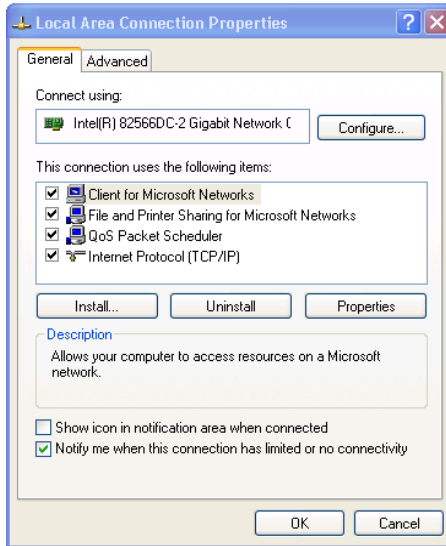 Local Area Connection Properties
General
Advanced
Connect using:
Intel(R) 82566DC-2 Gigabit Network C
Configure...
This connection uses the following items:
Client for Microsoft Networks
File and Printer Sharing for Microsoft Networks
QoS Packet Scheduler
Internet Protocol (TCP/IP)
Install...
Uninstall
Properties
Description
Allows your computer to access resources on a Microsoft
network.
Show icon in notification area when connected
Notify me when this connection has limited or no connectivity
OK
Cancel